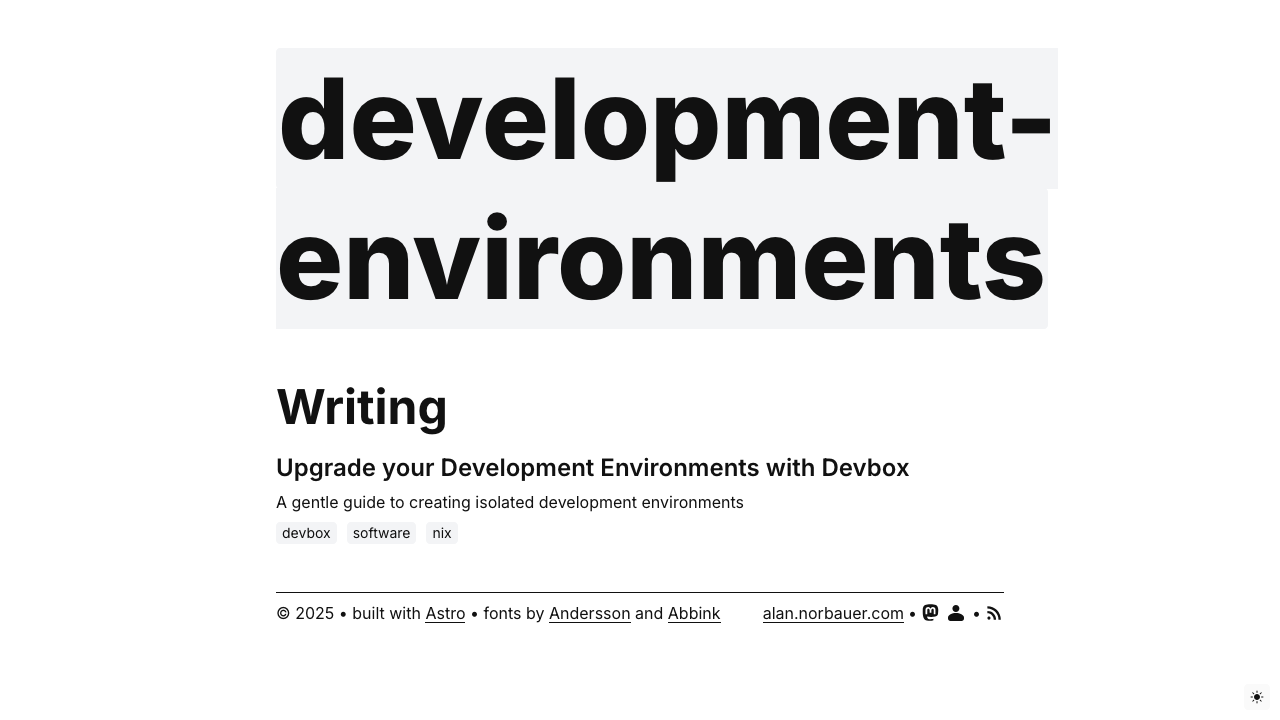 development-
environments
Writing
Upgrade your Development Environments with Devbox
A gentle guide to creating isolated development environments
devbox software nix
© 2025 • built with Astro • fonts by Andersson and Abbink alan.norbauer.com • •